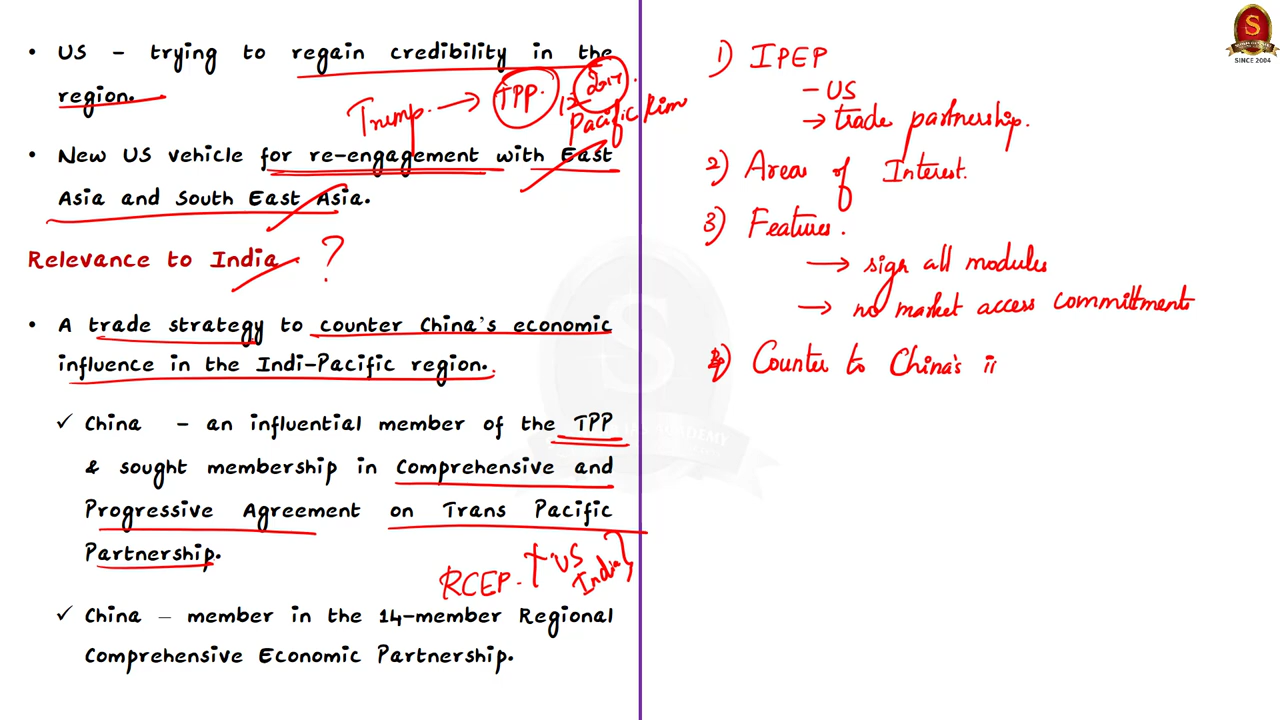 • US - trying to regain credibility in the
region.
Trump. → TPP. 2017.
12 Pacific Rim
• New US vehicle for re-engagement with East
Asia and South East Asia.
Relevance to India ?
• A trade strategy to counter China's economic
influence in the Indi-Pacific region.
✓ China - an influential member of the TPP
& sought membership in Comprehensive and
Progressive Agreement on Trans Pacific
Partnership.
RCEP. US
India
✓ China – member in the 14-member Regional
Comprehensive Economic Partnership.
1) IPEP
- US
→ trade partnership.
2) Areas of Interest.
3) Features.
→ sign all modules
→ no market access committments
4) Counter to China's
SINCE 2004